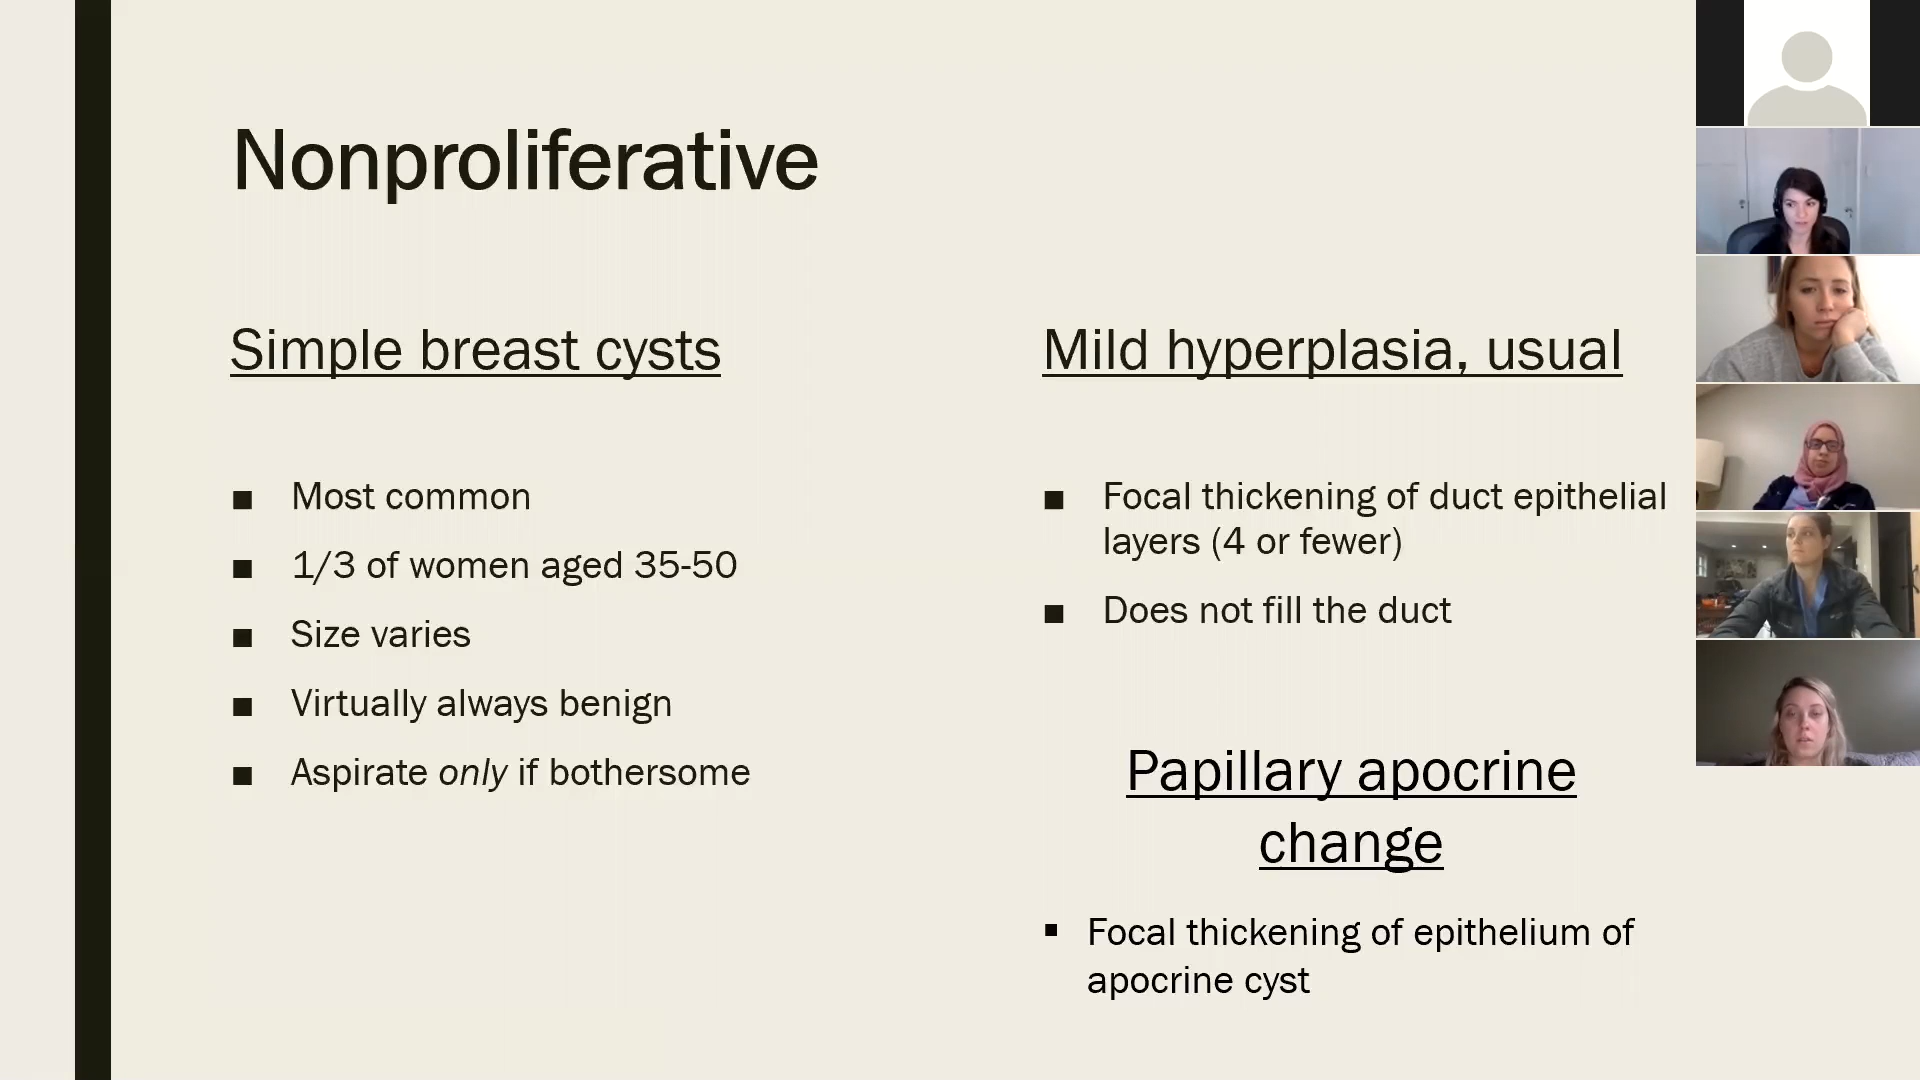 Nonproliferative
Simple breast cysts
■ Most common
■ 1/3 of women aged 35-50
■ Size varies
■ Virtually always benign
■ Aspirate only if bothersome
Mild hyperplasia, usual
■ Focal thickening of duct epithelial
layers (4 or fewer)
■ Does not fill the duct
Papillary apocrine
change
▪ Focal thickening of epithelium of
apocrine cyst